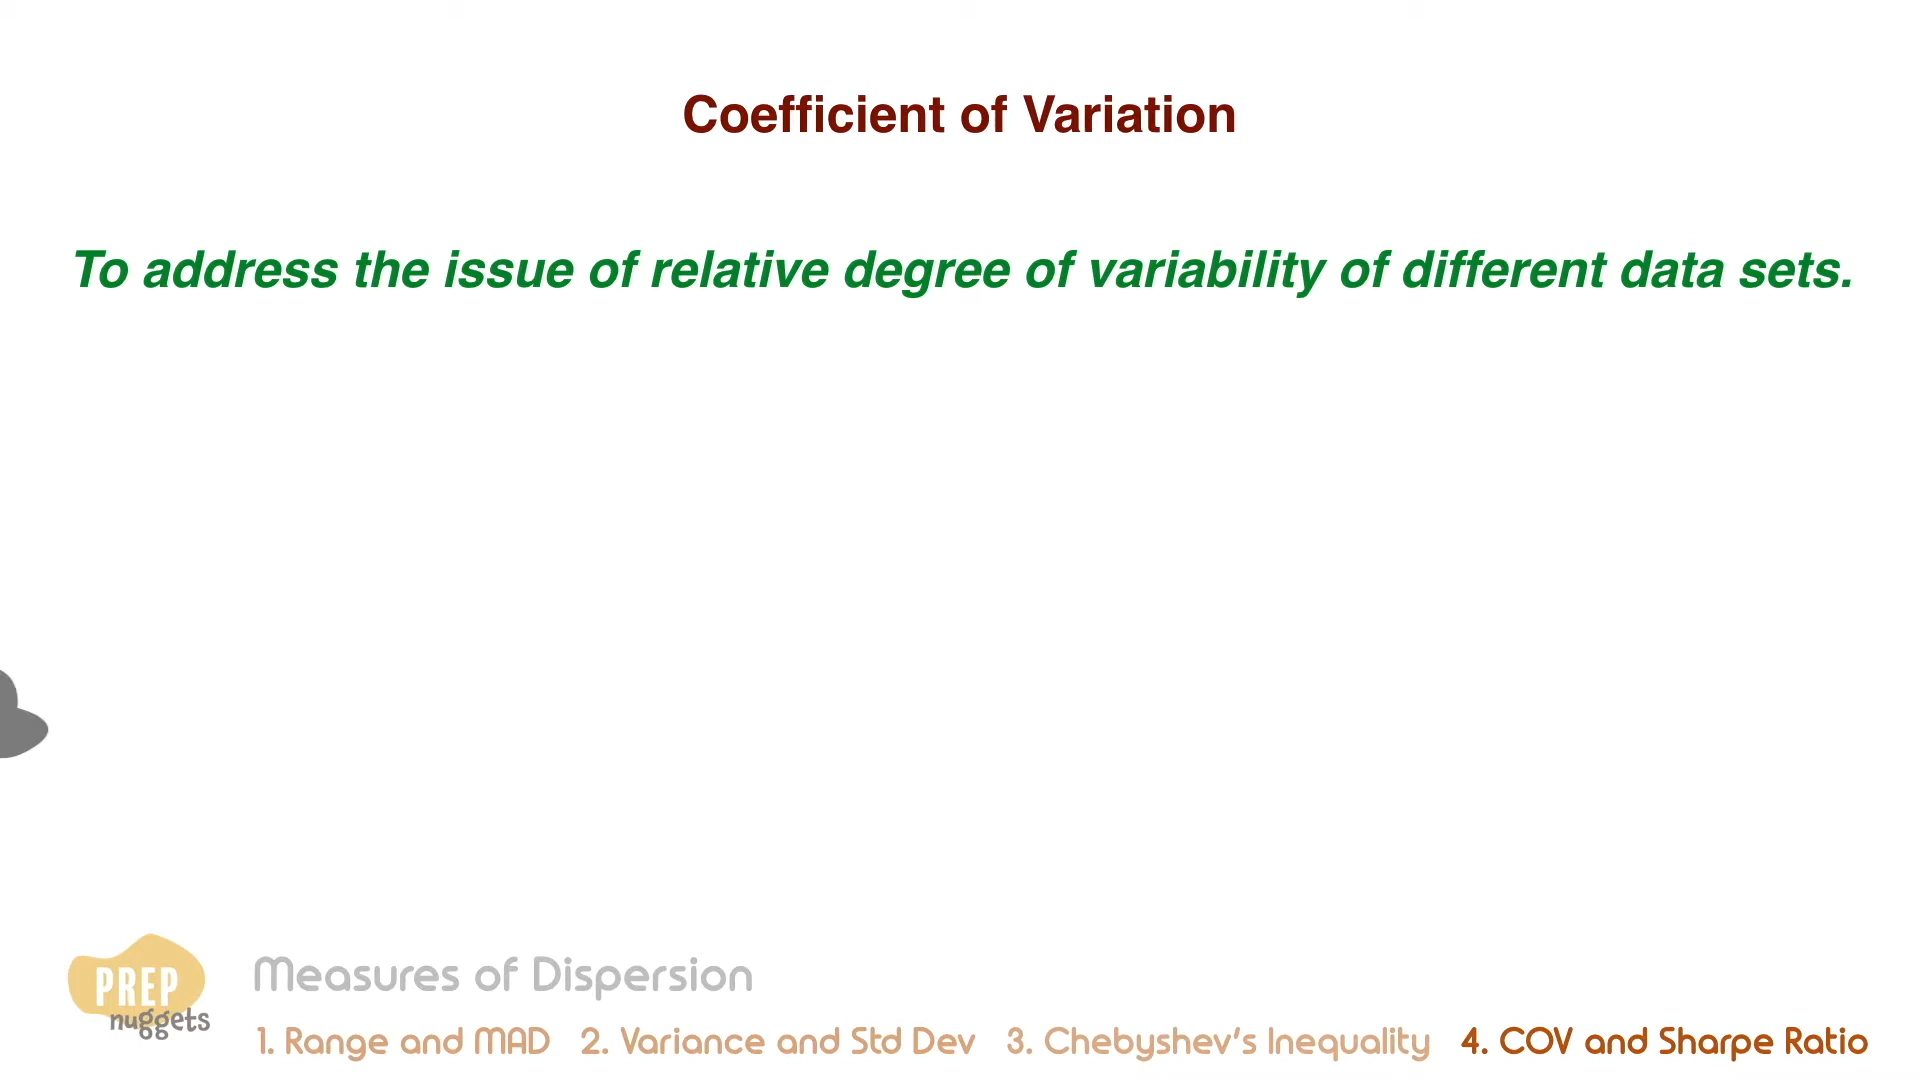 Coefficient of Variation
To address the issue of relative degree of variability of different data sets.
PREP
nuggets
Measures of Dispersion
1. Range and MAD 2. Variance and Std Dev 3. Chebyshev's Inequality 4. COV and Sharpe Ratio